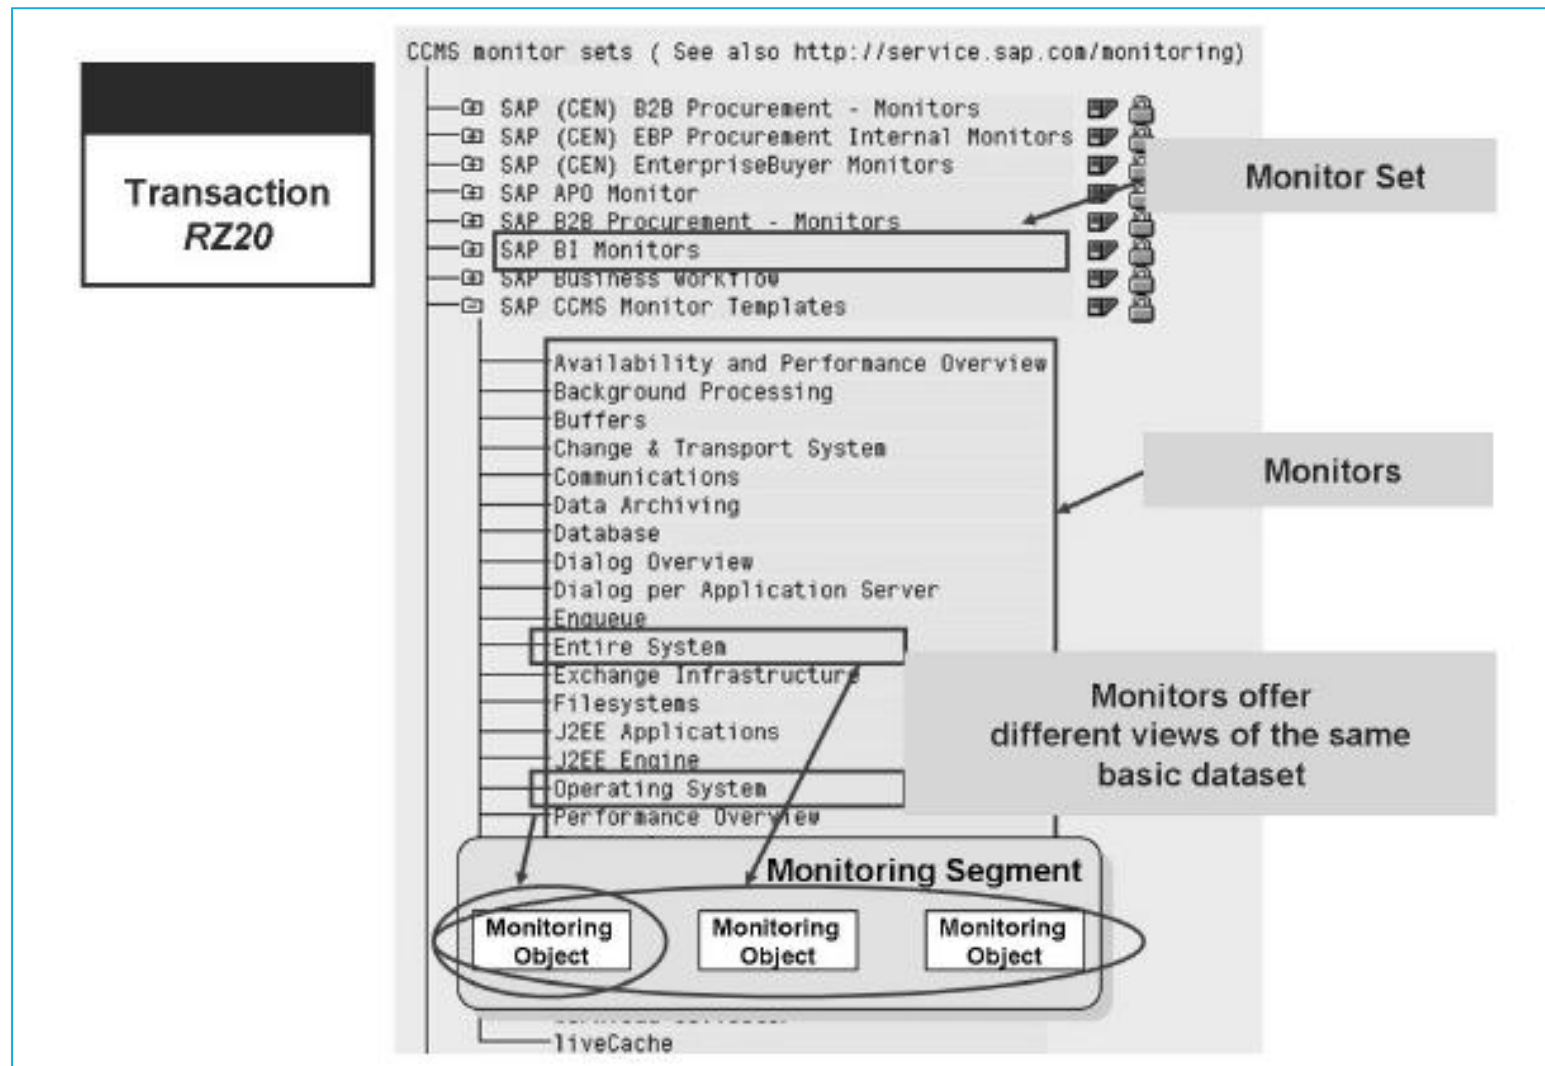 Transaction
RZ20
CCMS monitor sets ( See also http://service.sap.com/monitoring)
SAP (CEN) B2B Procurement - Monitors
SAP (CEN) EBP Procurement Internal Monitors
SAP (CEN) EnterpriseBuyer Monitors
SAP APO Monitor
SAP B2B Procurement - Monitors
SAP BI Monitors
SAP Business Workflow
SAP CCMS Monitor Templates
Monitor Set
Availability and Performance Overview
Background Processing
Buffers
Change & Transport System
Communications
Data Archiving
Database
Dialog Overview
Dialog per Application Server
Enqueue
Entire System
Exchange Infrastructure
Filesystems
J2EE Applications
J2EE Engine
Operating System
Performance Overview
Monitors
Monitors offer
different views of the same
basic dataset
Monitoring Segment
Monitoring
Object
Monitoring
Object
Monitoring
Object
liveCache